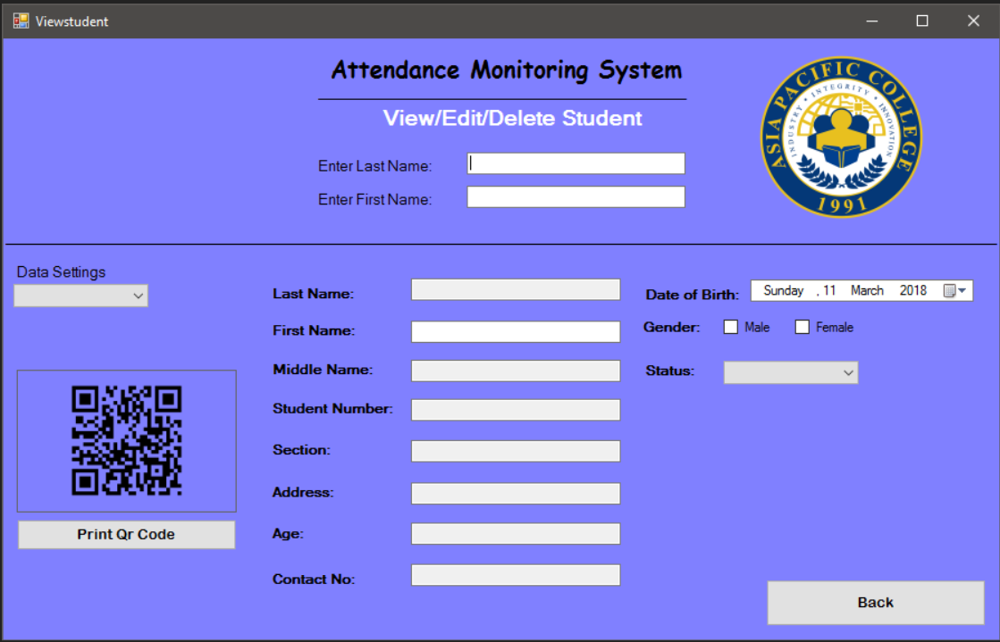 Viewstudent
Attendance Monitoring System
View/Edit/Delete Student
Enter Last Name:
Enter First Name:
ASIA PACIFIC COLLEGE
INDUSTRY • INTEGRITY • INNOVATION
1991
Data Settings
Print Qr Code
Last Name:
First Name:
Middle Name:
Student Number:
Section:
Address:
Age:
Contact No:
Date of Birth: Sunday , 11 March 2018
Gender: Male Female
Status:
Back